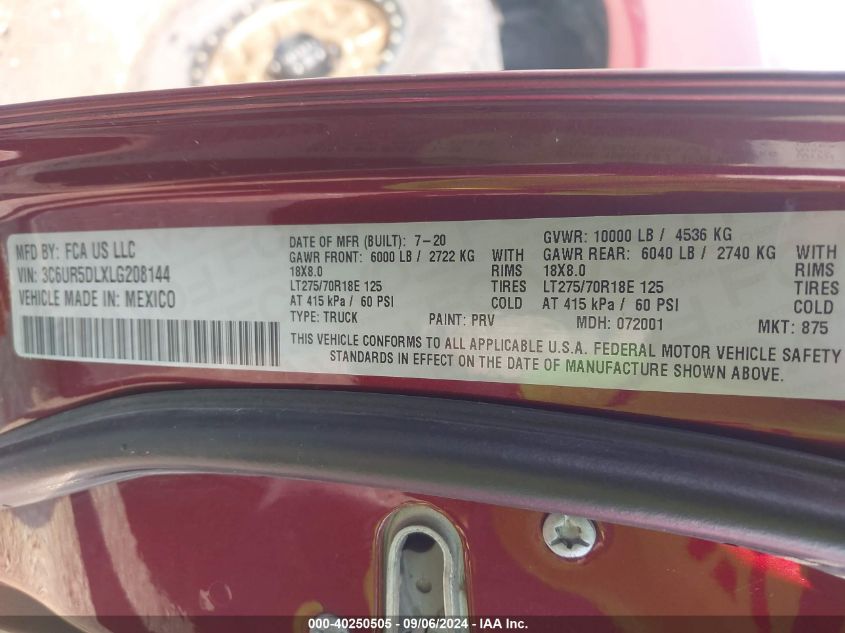 MFD BY: FCA US LLC
VIN: 3C6UR5DLXLG208144
VEHICLE MADE IN: MEXICO
DATE OF MFR (BUILT): 7-20
GAWR FRONT: 6000 LB / 2722 KG WITH
18X8.0 RIMS
LT275/70R18E 125 TIRES
AT 415 kPa / 60 PSI COLD
TYPE: TRUCK PAINT: PRV
GVWR: 10000 LB / 4536 KG
GAWR REAR: 6040 LB / 2740 KG WITH
18X8.0 RIMS
LT275/70R18E 125 TIRES
AT 415 kPa / 60 PSI COLD
MDH: 072001 MKT: 875
THIS VEHICLE CONFORMS TO ALL APPLICABLE U.S.A. FEDERAL MOTOR VEHICLE SAFETY
STANDARDS IN EFFECT ON THE DATE OF MANUFACTURE SHOWN ABOVE.
000-40250505 - 09/06/2024 - IAA Inc.